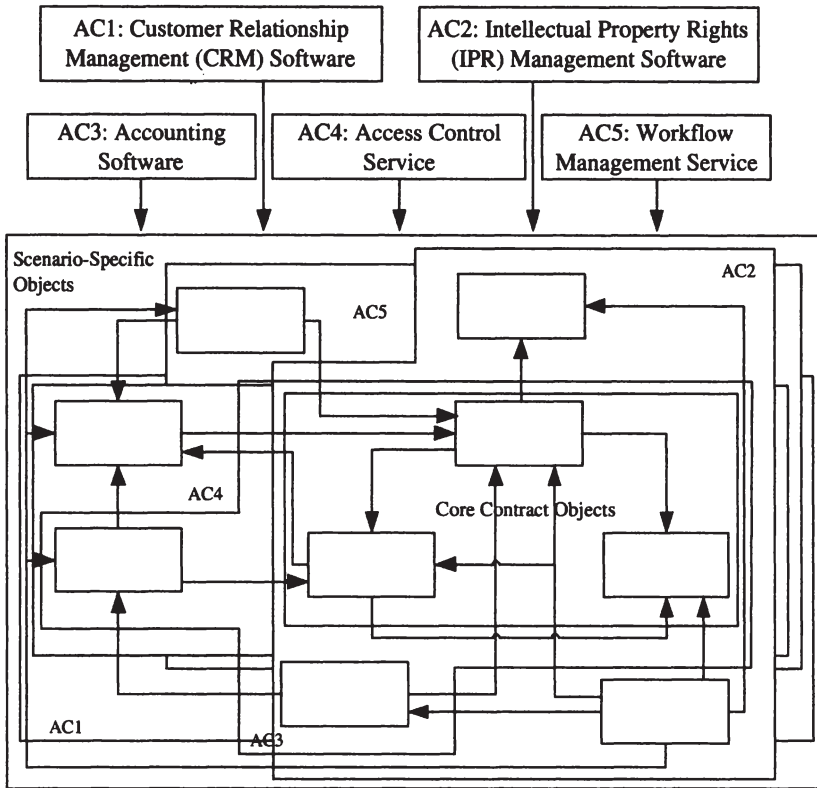 AC1: Customer Relationship
Management (CRM) Software
AC2: Intellectual Property Rights
(IPR) Management Software
AC3: Accounting
Software
AC4: Access Control
Service
AC5: Workflow
Management Service
Scenario-Specific
Objects
AC2
AC5
AC4
Core Contract Objects
AC1
AC3